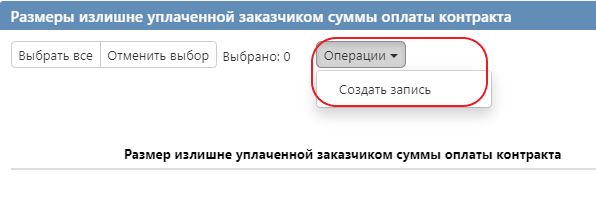 Размеры излишне уплаченной заказчиком суммы оплаты контракта
Выбрать все Отменить выбор Выбрано: 0 Операции
Создать запись
Размер излишне уплаченной заказчиком суммы оплаты контракта